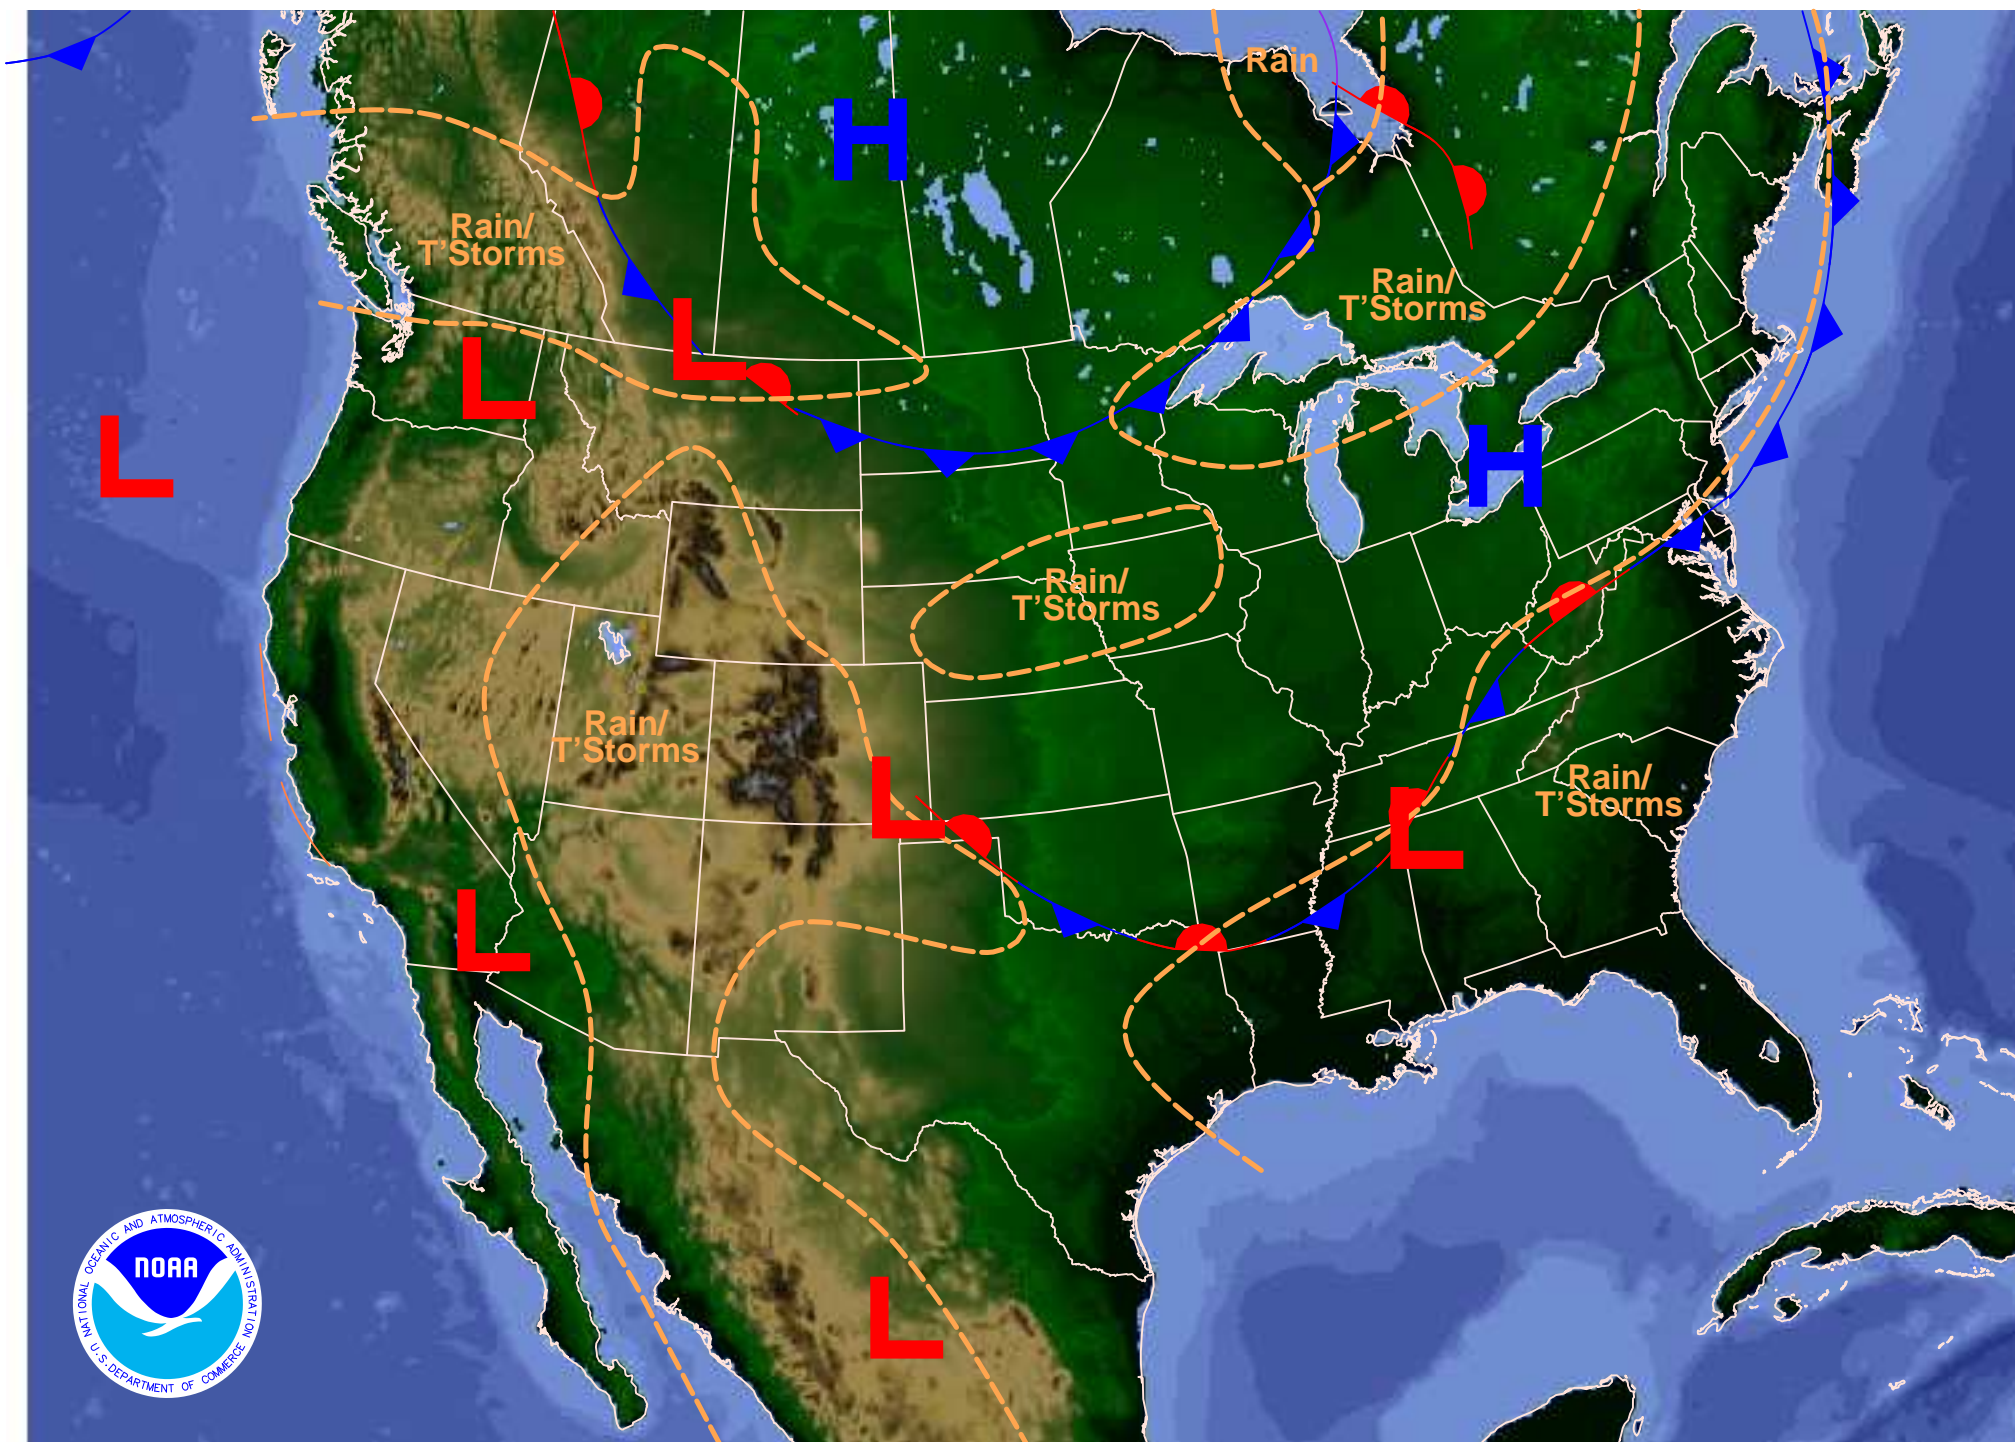 Rain
H
Rain/
T'Storms
Rain/
T'Storms
L
L
L
H
Rain/
T'Storms
Rain/
T'Storms
L
L
Rain/
T'Storms
L
L
NATIONAL OCEANIC AND ATMOSPHERIC ADMINISTRATION
NOAA
U.S. DEPARTMENT OF COMMERCE